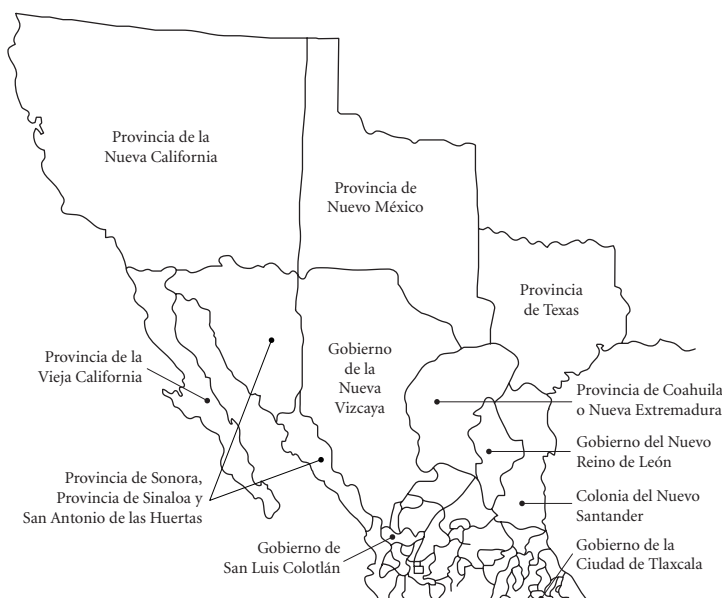 Provincia de la
Nueva California
Provincia de
Nuevo México
Provincia
de Texas
Gobierno
de la
Nueva
Vizcaya
Provincia de la
Vieja California
Provincia de Coahuila
o Nueva Extremadura
Gobierno del Nuevo
Reino de León
Provincia de Sonora,
Provincia de Sinaloa y
San Antonio de las Huertas
Colonia del Nuevo
Santander
Gobierno de
San Luis Colotlán
Gobierno de la
Ciudad de Tlaxcala